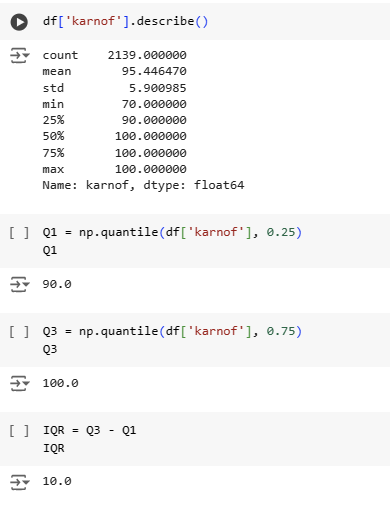 df['karnof'].describe()
count    2139.000000
mean       95.446470
std         5.900985
min        70.000000
25%        90.000000
50%       100.000000
75%       100.000000
max       100.000000
Name: karnof, dtype: float64
[ ] Q1 = np.quantile(df['karnof'], 0.25)
Q1
90.0
[ ] Q3 = np.quantile(df['karnof'], 0.75)
Q3
100.0
[ ] IQR = Q3 - Q1
IQR
10.0